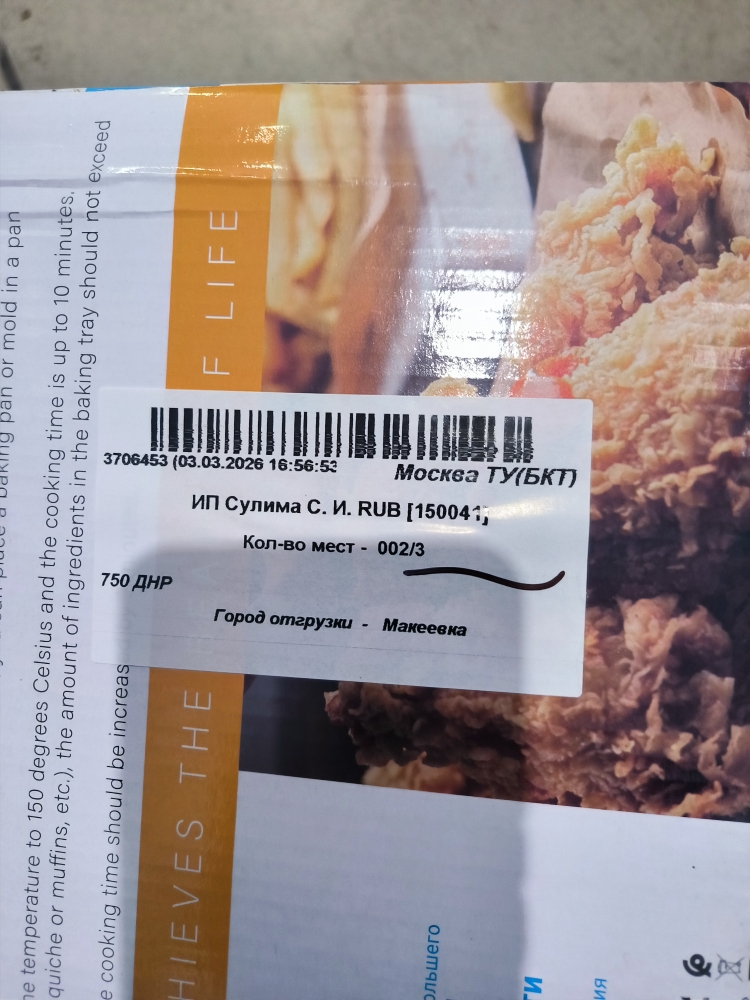 3706453 (03.03.2026 16:56:53
Москва ТУ(БКТ)
ИП Сулима С. И. RUB [150041]
Кол-во мест - 002/3
750 ДНР
Город отгрузки - Макеевка
F LIFE
HIEVES THE
place a baking pan or mold in a pan
temperature to 150 degrees Celsius and the cooking time is up to 10 minutes.
quiche or muffins, etc.), the amount of ingredients in the baking tray should not exceed
cooking time should be increas